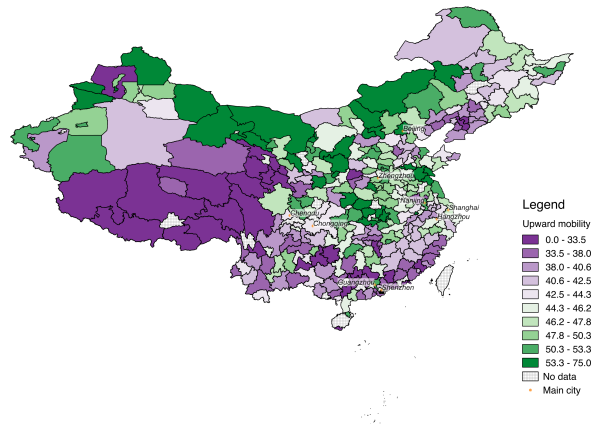 Beijing
Zhengzhou
Nanjing
Shanghai
Hangzhou
Chengdu
Chongqing
Guangzhou
Shenzhen
Legend
Upward mobility
0.0 - 33.5
33.5 - 38.0
38.0 - 40.6
40.6 - 42.5
42.5 - 44.3
44.3 - 46.2
46.2 - 47.8
47.8 - 50.3
50.3 - 53.3
53.3 - 75.0
No data
Main city